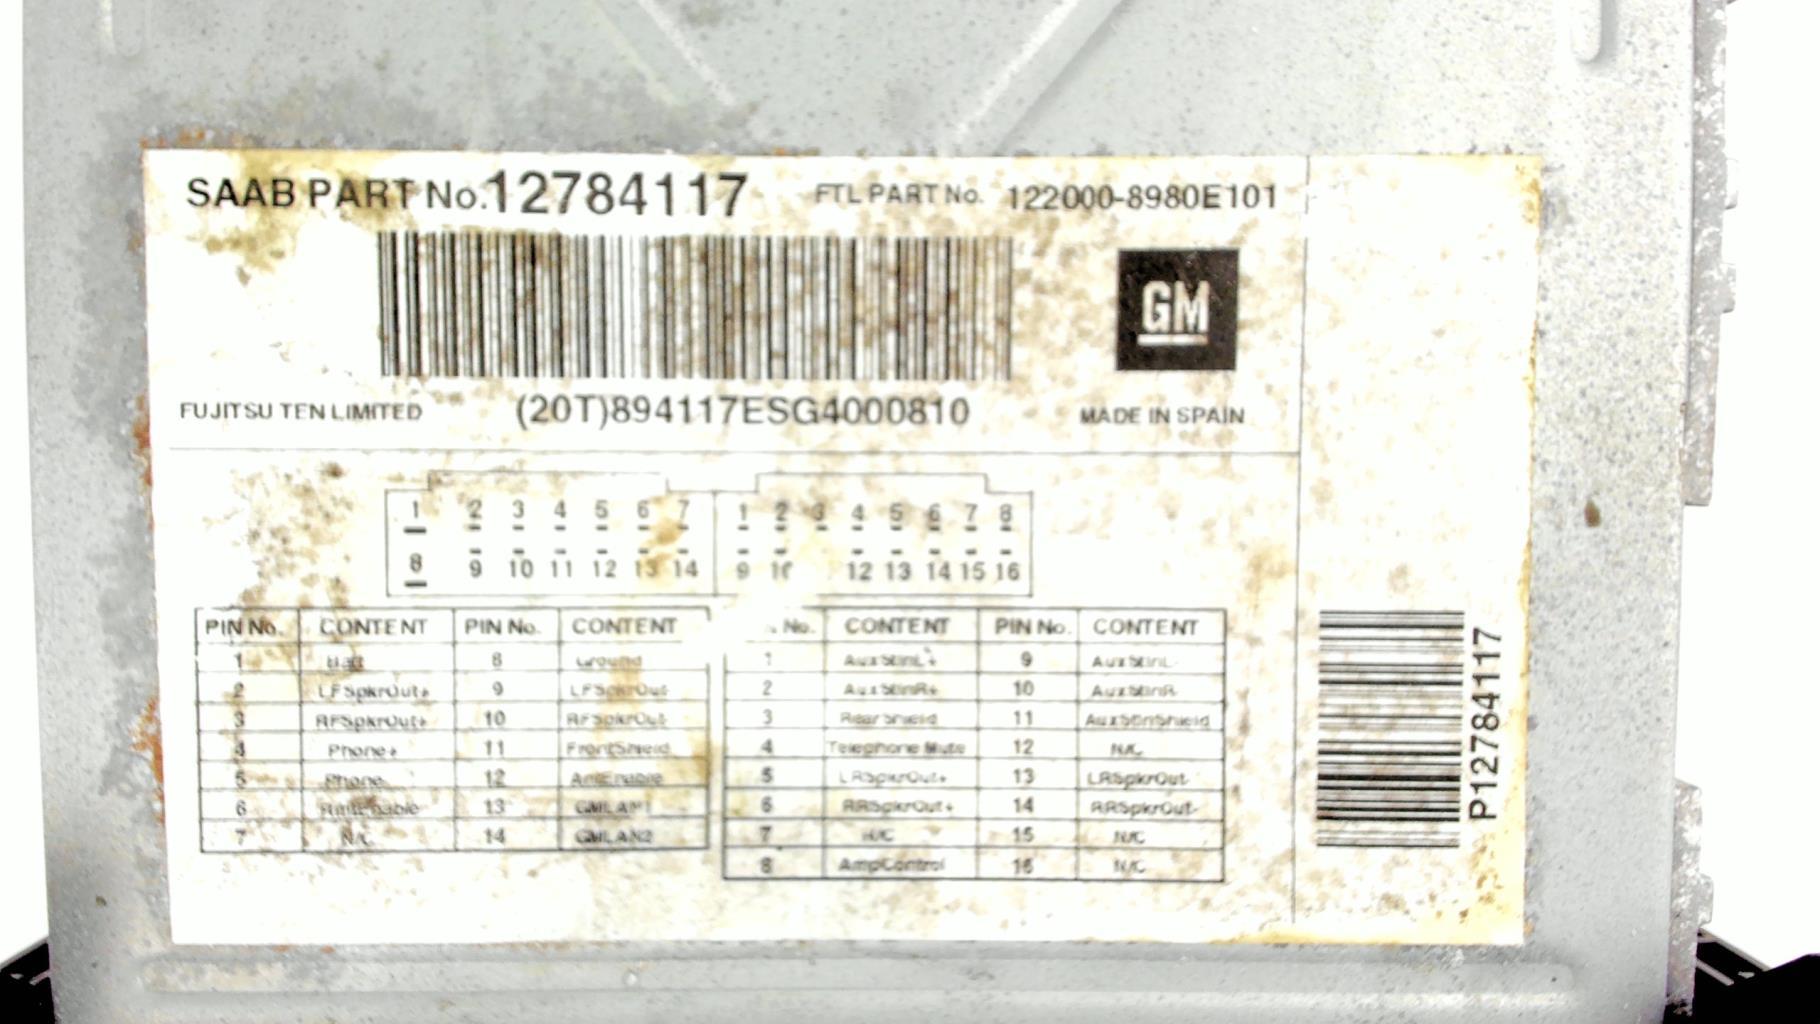 SAAB PART No.12784117 FTL PART No. 122000-8980E101
GM
FUJITSU TEN LIMITED (20T)894117ESG4000810 MADE IN SPAIN
1 2 3 4 5 6 7 1 2 3 4 5 6 7 8
8 9 10 11 12 13 14 9 12 13 14 15 16
PIN No. CONTENT PIN No. CONTENT No. CONTENT PIN No. CONTENT
1 Batt 8 Ground 1 AuxStInL+ 9 AuxStInL-
2 LFSpkrOut+ 9 LFSpkrOut 2 AuxStInR+ 10 AuxStInR
3 RFSpkrOut+ 10 RFSpkrOut 3 RearShield 11 AuxStInShield
4 Phone+ 11 FrontShield 4 Telephone Mute 12 N/C
5 Phone 12 AntEnable 5 LRSpkrOut+ 13 LRSpkrOut
6 13 GMLAN1 6 RRSpkrOut+ 14 RRSpkrOut-
7 N/C 14 GMLAN2 7 N/C 15 N/C
8 AmpControl 16 N/C
P12784117